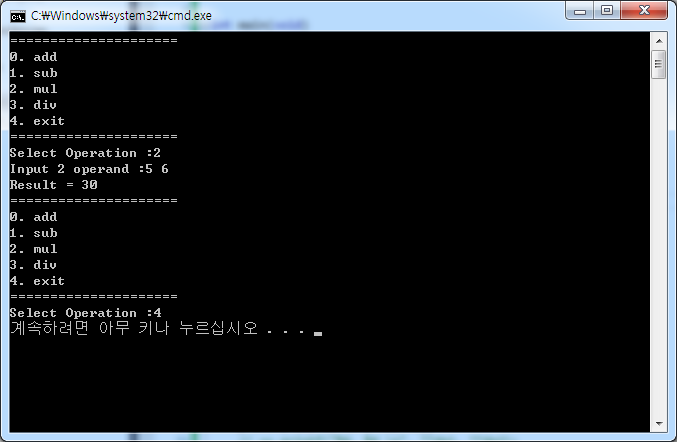 C:₩Windows₩system32₩cmd.exe
=====================
0. add
1. sub
2. mul
3. div
4. exit
=====================
Select Operation :2
Input 2 operand :5 6
Result = 30
=====================
0. add
1. sub
2. mul
3. div
4. exit
=====================
Select Operation :4
계속하려면 아무 키나 누르십시오 . . .